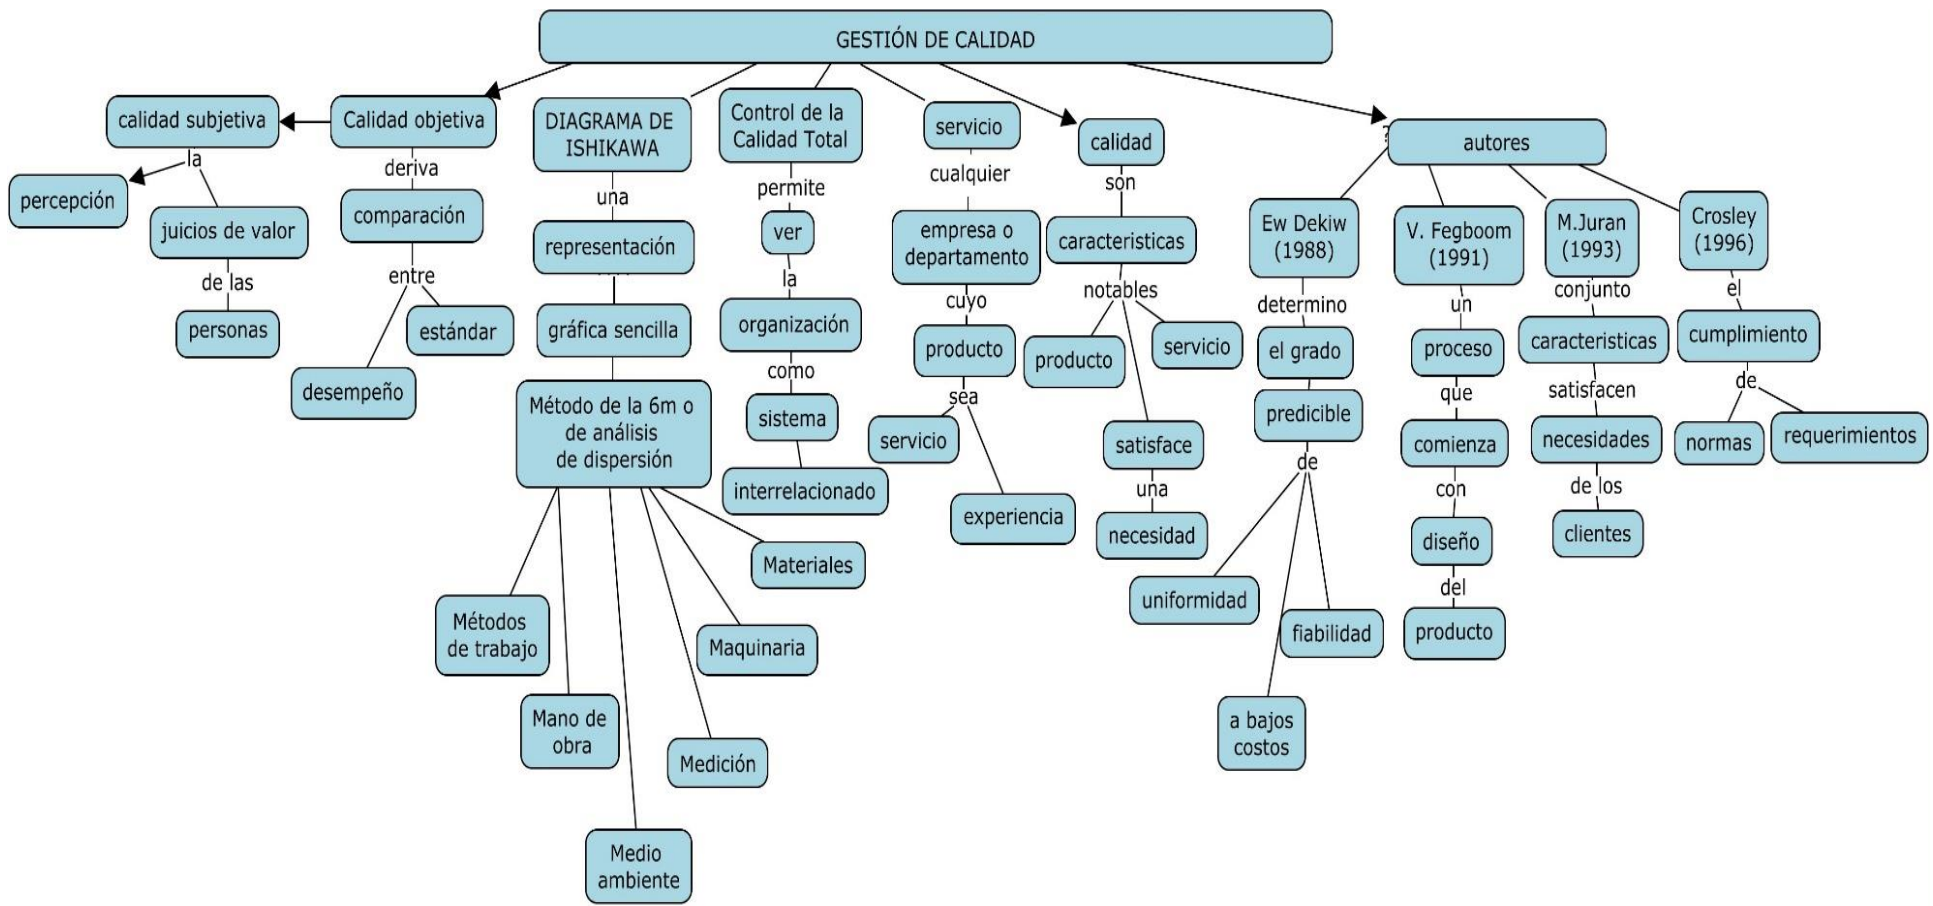 GESTIÓN DE CALIDAD
calidad subjetiva
la
percepción
juicios de valor
de las
personas
Calidad objetiva
deriva
comparación
entre
estándar
desempeño
DIAGRAMA DE
ISHIKAWA
una
representación
gráfica sencilla
Método de la 6m o
de análisis
de dispersión
Métodos
de trabajo
Mano de
obra
Medio
ambiente
Medición
Maquinaria
Materiales
Control de la
Calidad Total
permite
ver
la
organización
como
sistema
interrelacionado
servicio
cualquier
empresa o
departamento
cuyo
producto
sea
servicio
experiencia
calidad
son
caracteristicas
notables
producto
servicio
satisface
una
necesidad
?
autores
Ew Dekiw
(1988)
determino
el grado
predicible
de
uniformidad
a bajos
costos
fiabilidad
V. Fegboom
(1991)
un
proceso
que
comienza
con
diseño
del
producto
M.Juran
(1993)
conjunto
caracteristicas
satisfacen
necesidades
de los
clientes
Crosley
(1996)
el
cumplimiento
de
normas
requerimientos